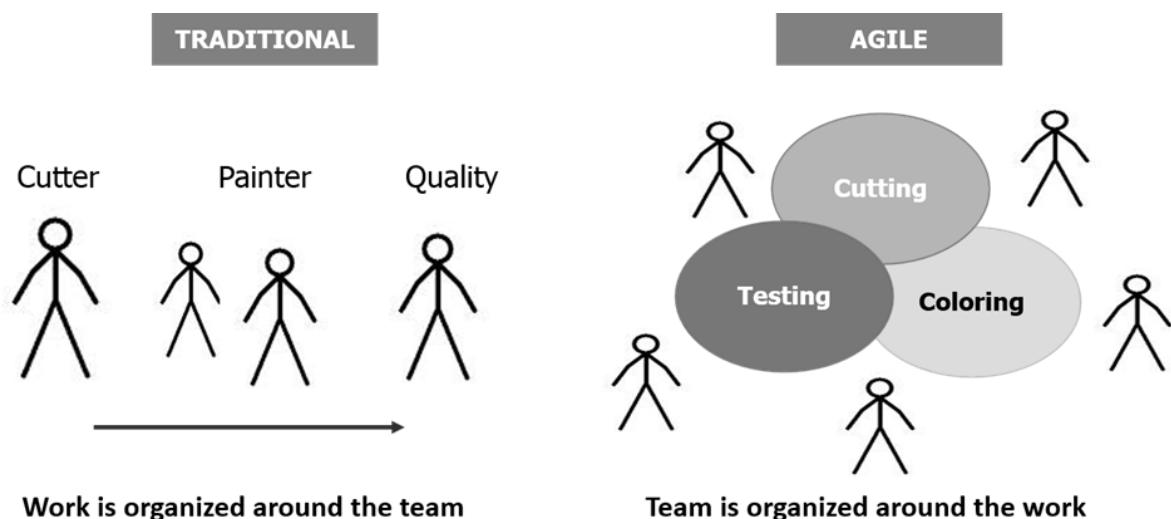 TRADITIONAL
Cutter
Painter
Quality
Work is organized around the team
AGILE
Cutting
Testing
Coloring
Team is organized around the work